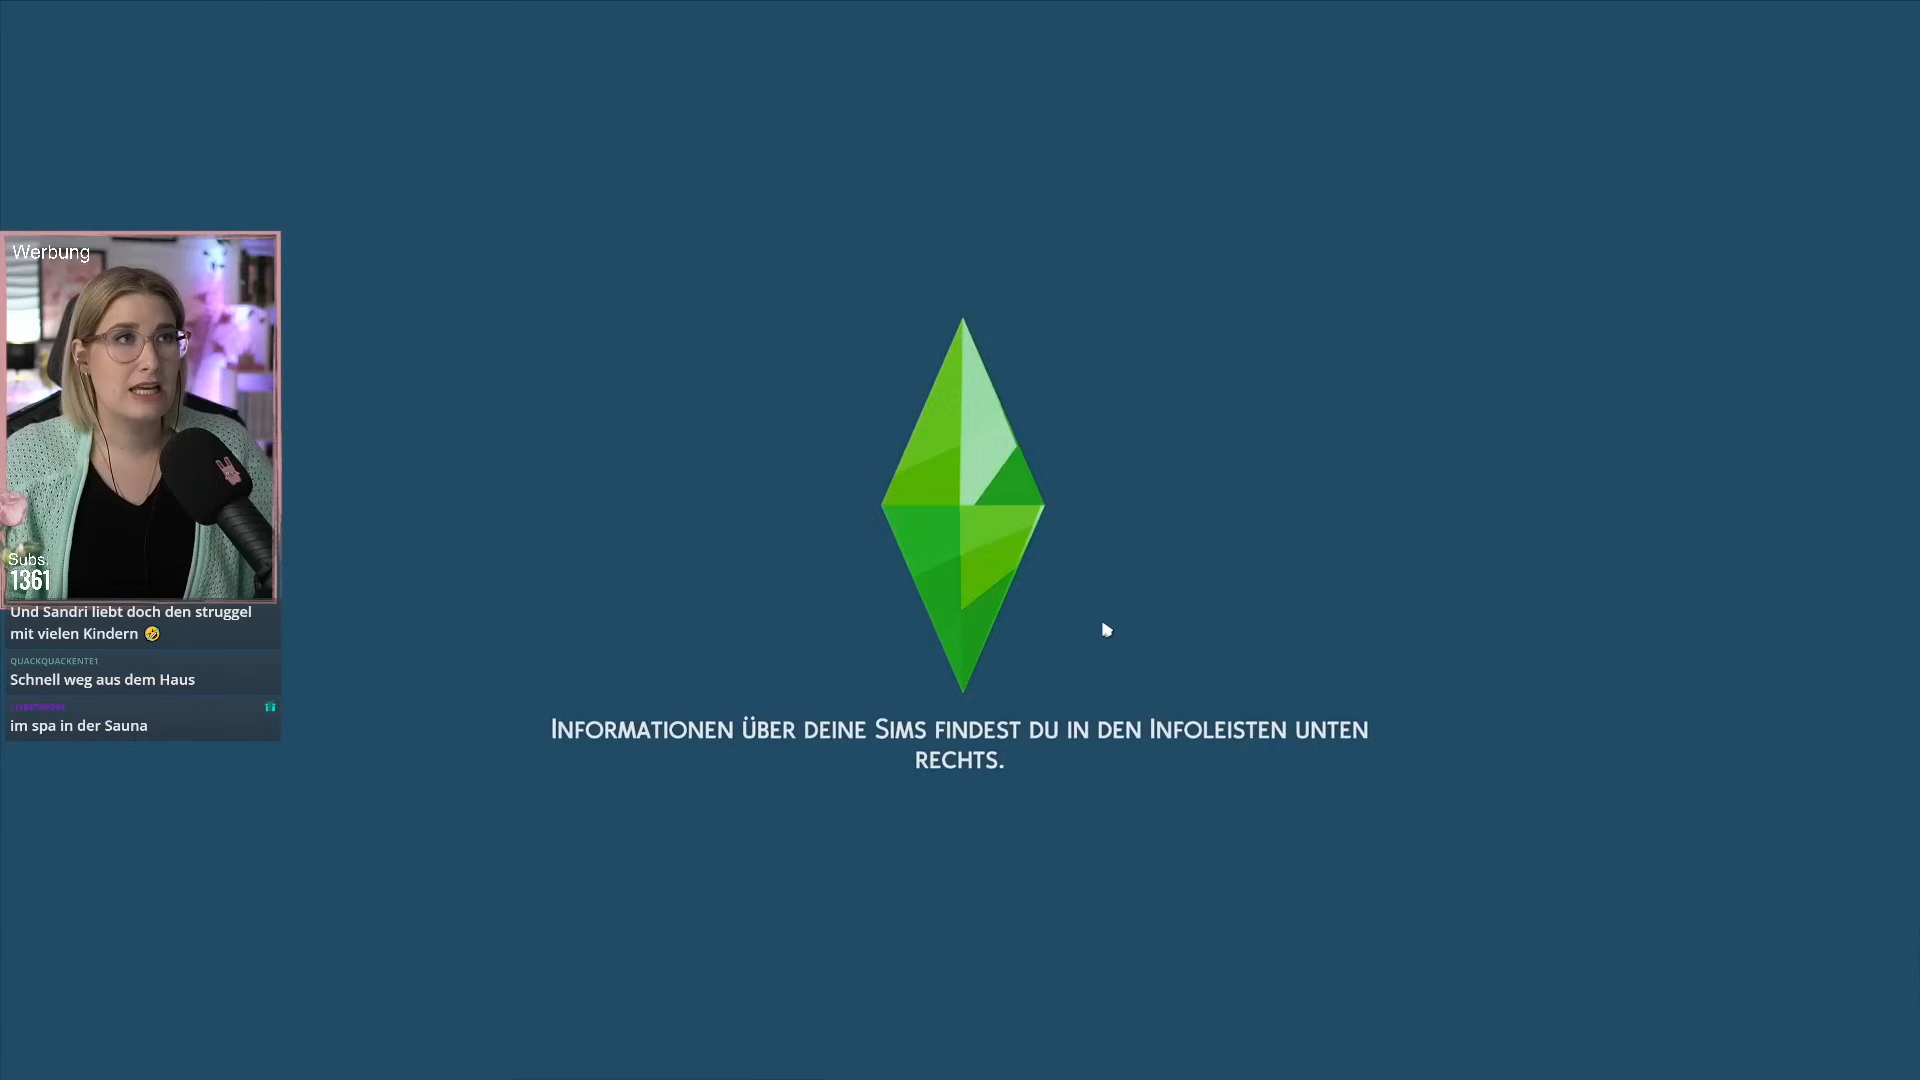 Werbung
Subs.
1361
Und Sandri liebt doch den struggel
mit vielen Kindern 🤣
QUACKQUACKENTE1
Schnell weg aus dem Haus
im spa in der Sauna
INFORMATIONEN ÜBER DEINE SIMS FINDEST DU IN DEN INFOLEISTEN UNTEN
RECHTS.